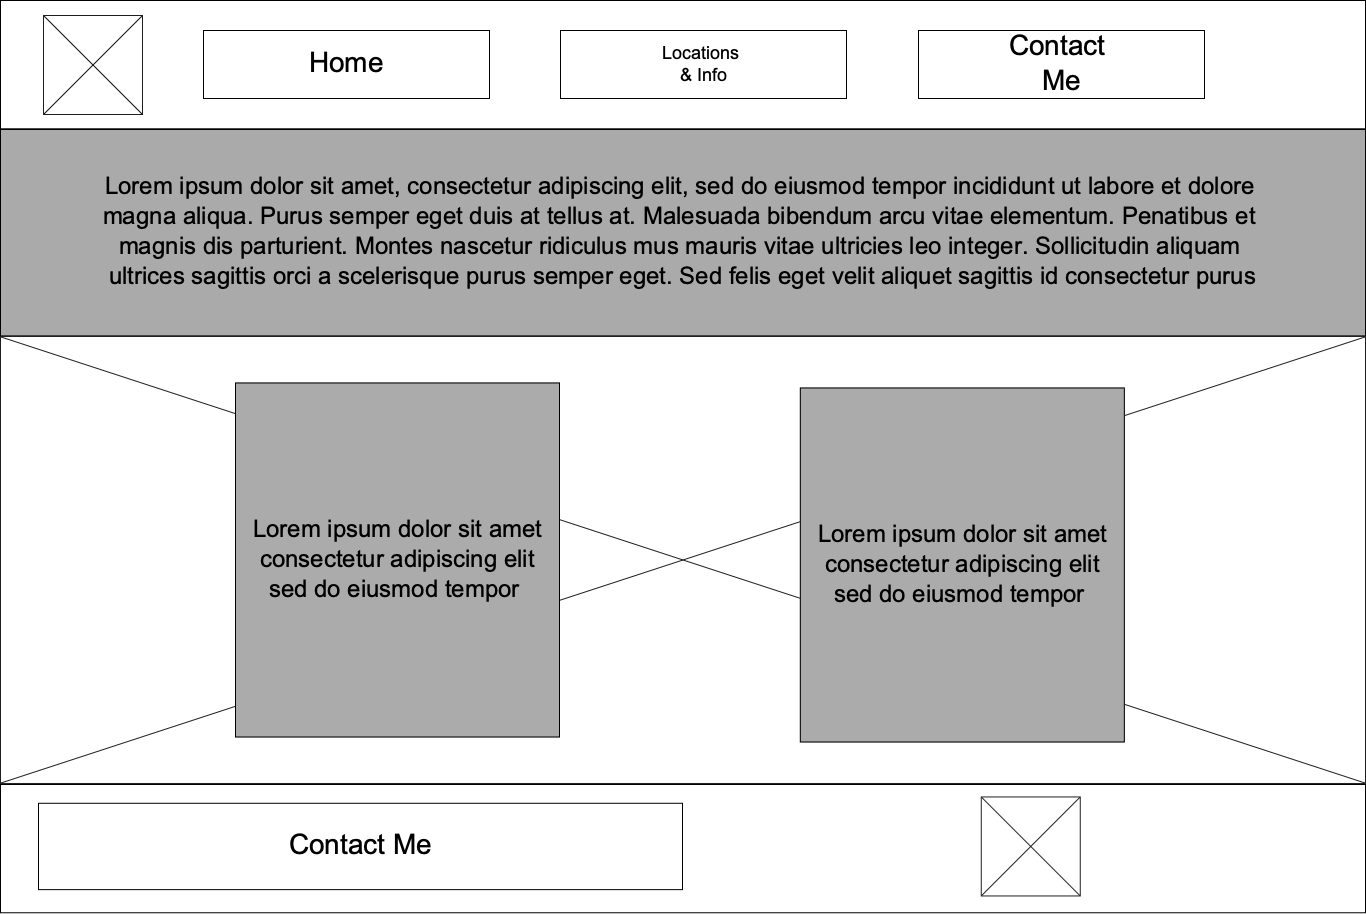 Home
Locations
& Info
Contact
Me
Lorem ipsum dolor sit amet, consectetur adipiscing elit, sed do eiusmod tempor incididunt ut labore et dolore
magna aliqua. Purus semper eget duis at tellus at. Malesuada bibendum arcu vitae elementum. Penatibus et
magnis dis parturient. Montes nascetur ridiculus mus mauris vitae ultricies leo integer. Sollicitudin aliquam
ultrices sagittis orci a scelerisque purus semper eget. Sed felis eget velit aliquet sagittis id consectetur purus
Lorem ipsum dolor sit amet
consectetur adipiscing elit
sed do eiusmod tempor
Lorem ipsum dolor sit amet
consectetur adipiscing elit
sed do eiusmod tempor
Contact Me